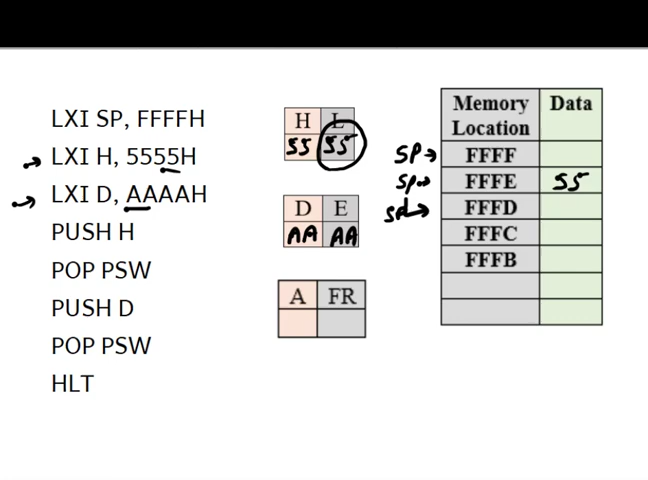 LXI SP, FFFFH
LXI H, 5555H
LXI D, AAAAH
PUSH H
POP PSW
PUSH D
POP PSW
HLT
H L
55 55
D E
AA AA
A FR
Memory Location Data
SP FFFF
SP FFFE 55
SP FFFD
FFFC
FFFB